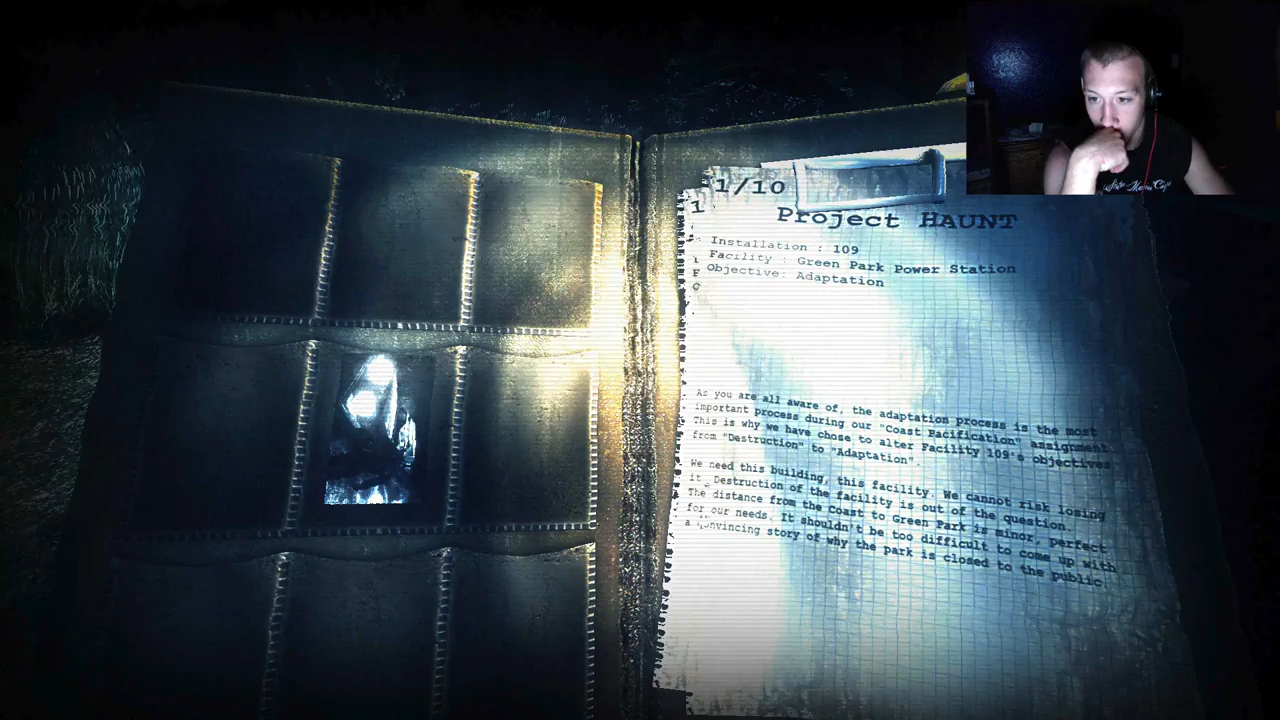 1/10
1
Project HAUNT
Installation : 109
Facility : Green Park Power Station
Objective: Adaptation
As you are all aware of, the adaptation process is the most
important process during our "Coast Pacification" assignment.
This is why we have chose to alter Facility 109's objectives
from "Destruction" to "Adaptation".
We need this building, this facility. We cannot risk losing
it. Destruction of the facility is out of the question.
The distance from the Coast to Green Park is minor, perfect
for our needs. It shouldn't be too difficult to come up with
a convincing story of why the park is closed to the public